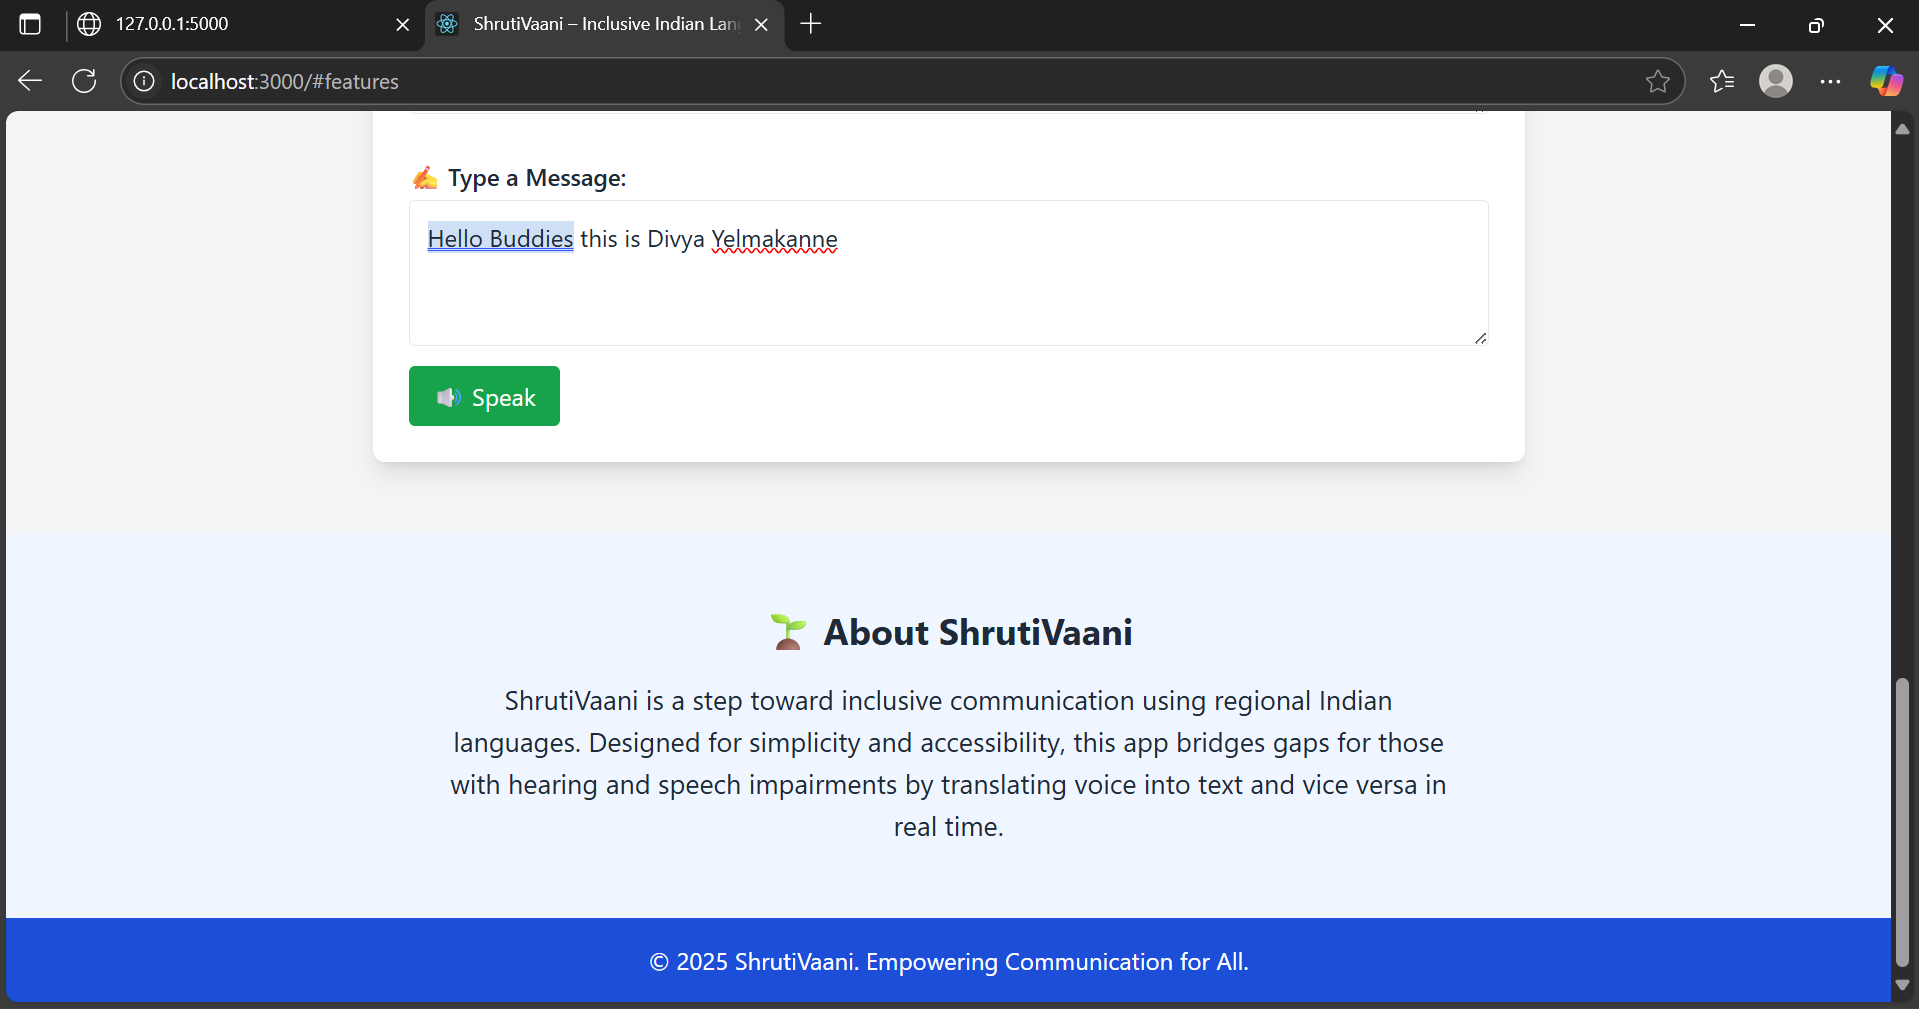 127.0.0.1:5000
ShrutiVaani – Inclusive Indian Lan
localhost:3000/#features
✍️ Type a Message:
Hello Buddies this is Divya Yelmakanne
🔊 Speak
🌱 About ShrutiVaani
ShrutiVaani is a step toward inclusive communication using regional Indian
languages. Designed for simplicity and accessibility, this app bridges gaps for those
with hearing and speech impairments by translating voice into text and vice versa in
real time.
© 2025 ShrutiVaani. Empowering Communication for All.